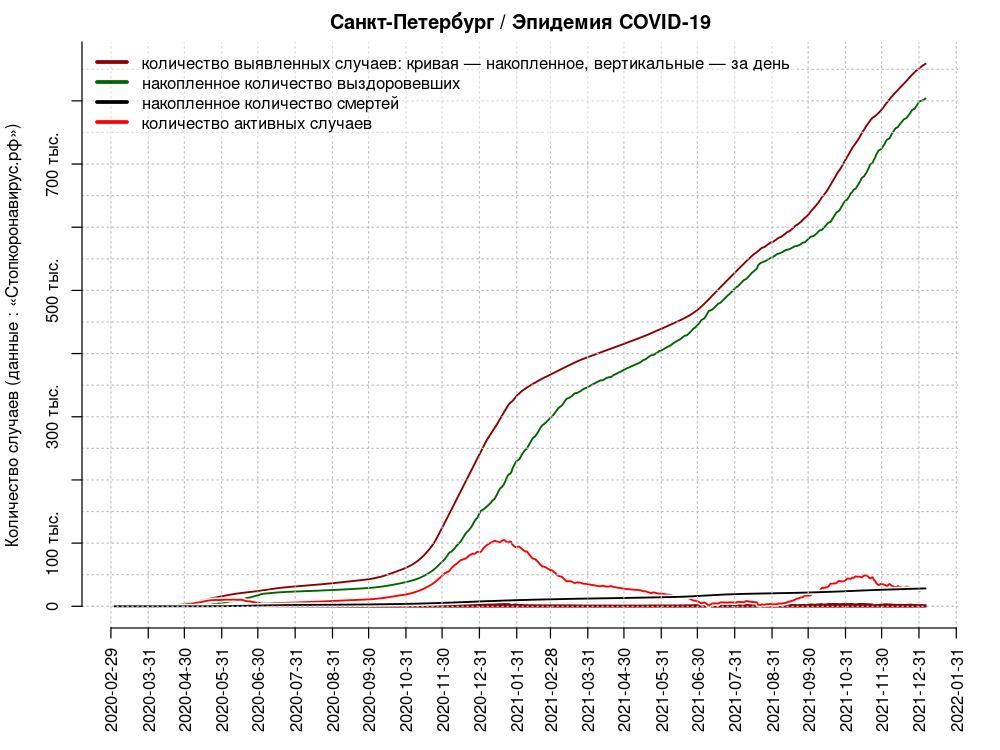 Санкт-Петербург / Эпидемия COVID-19
количество выявленных случаев: кривая — накопленное, вертикальные — за день
накопленное количество выздоровевших
накопленное количество смертей
количество активных случаев
Количество случаев (данные : «Стопкоронавирус.рф»)
700 тыс.
500 тыс.
300 тыс.
100 тыс.
0
2020-02-29
2020-03-31
2020-04-30
2020-05-31
2020-06-30
2020-07-31
2020-08-31
2020-09-30
2020-10-31
2020-11-30
2020-12-31
2021-01-31
2021-02-28
2021-03-31
2021-04-30
2021-05-31
2021-06-30
2021-07-31
2021-08-31
2021-09-30
2021-10-31
2021-11-30
2021-12-31
2022-01-31